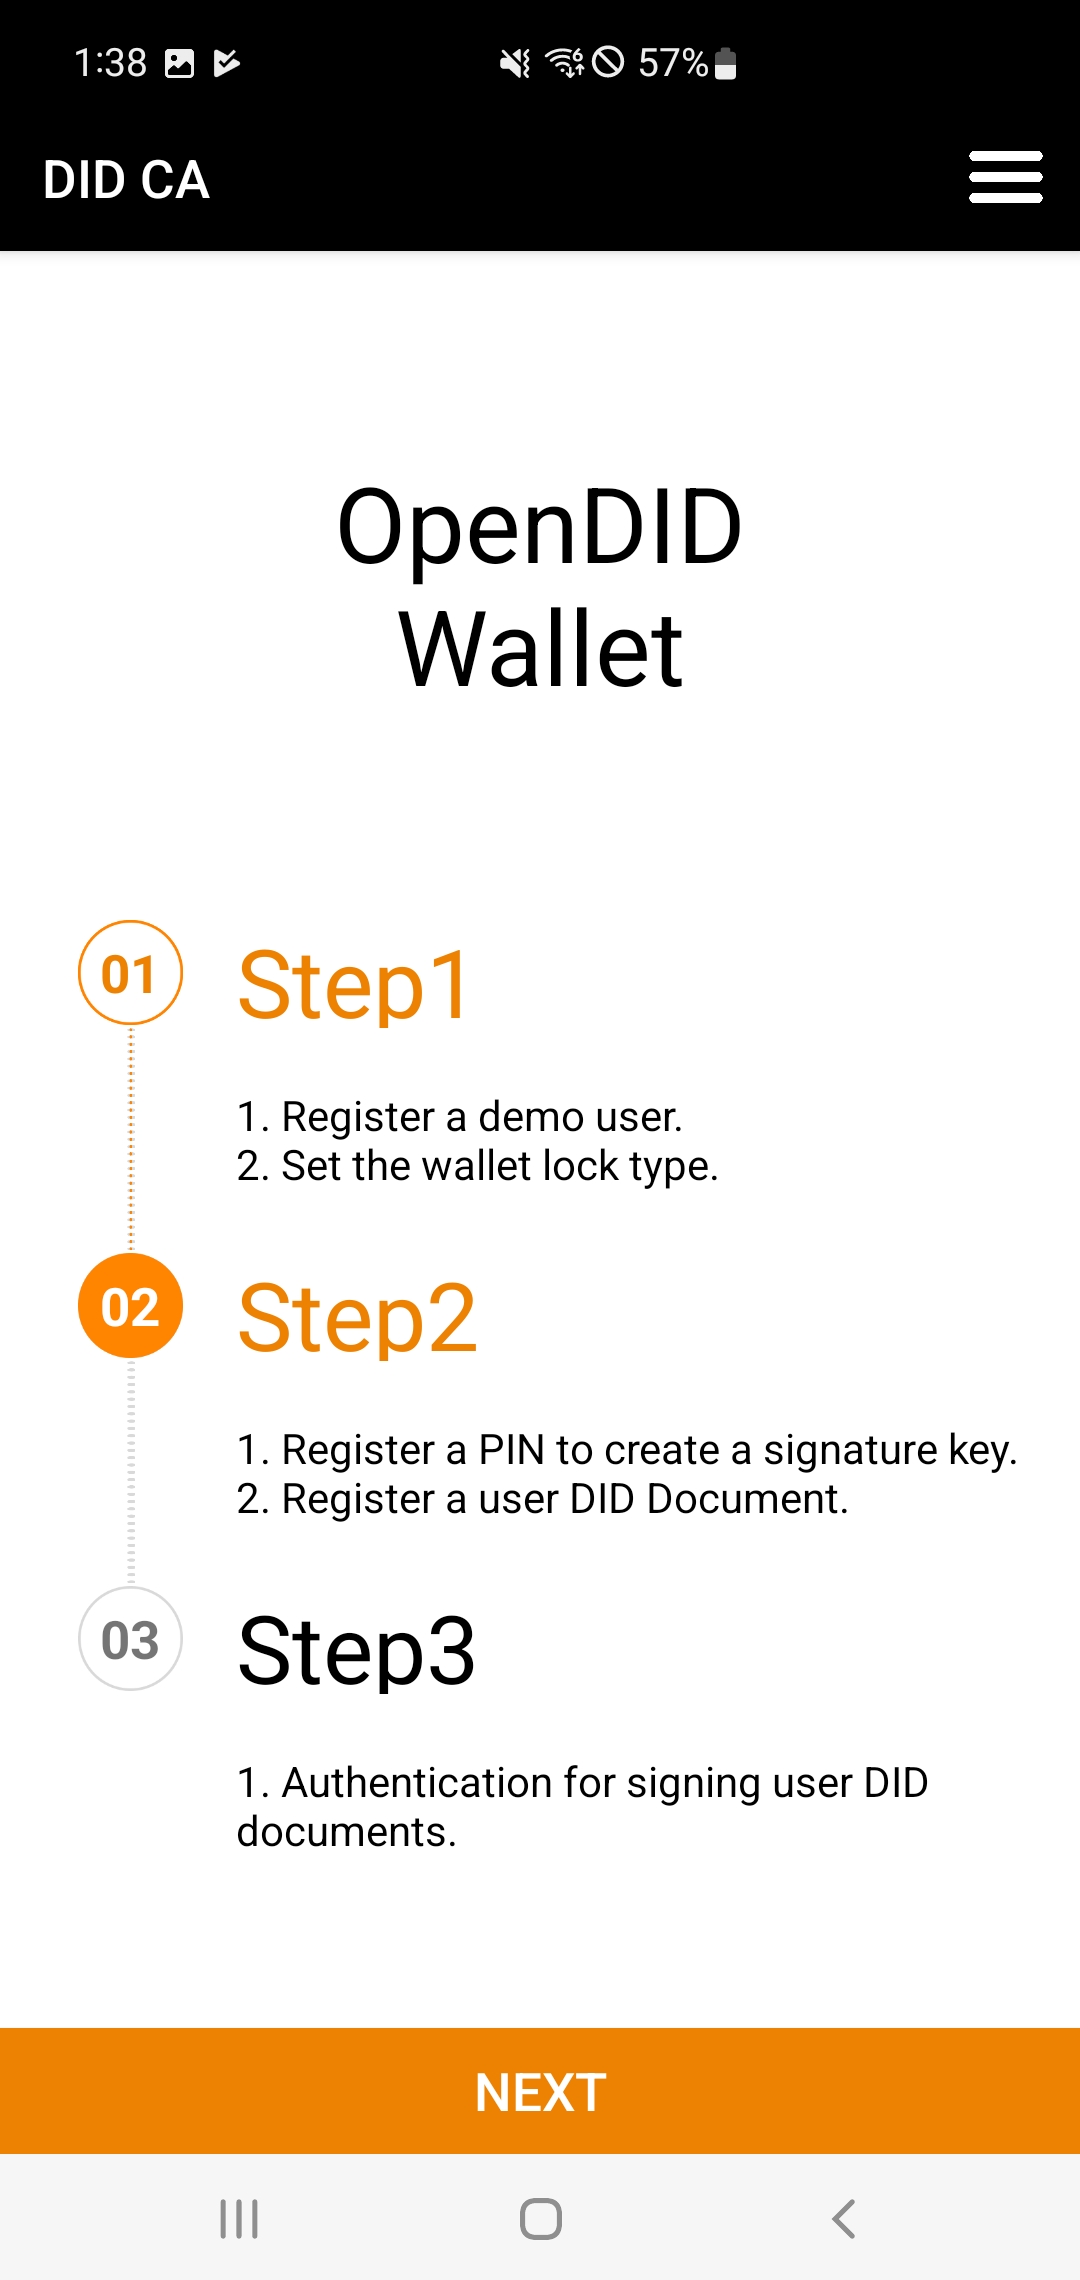 1:38 57%
DID CA
OpenDID
Wallet
01 Step1
1. Register a demo user.
2. Set the wallet lock type.
02 Step2
1. Register a PIN to create a signature key.
2. Register a user DID Document.
03 Step3
1. Authentication for signing user DID
documents.
NEXT